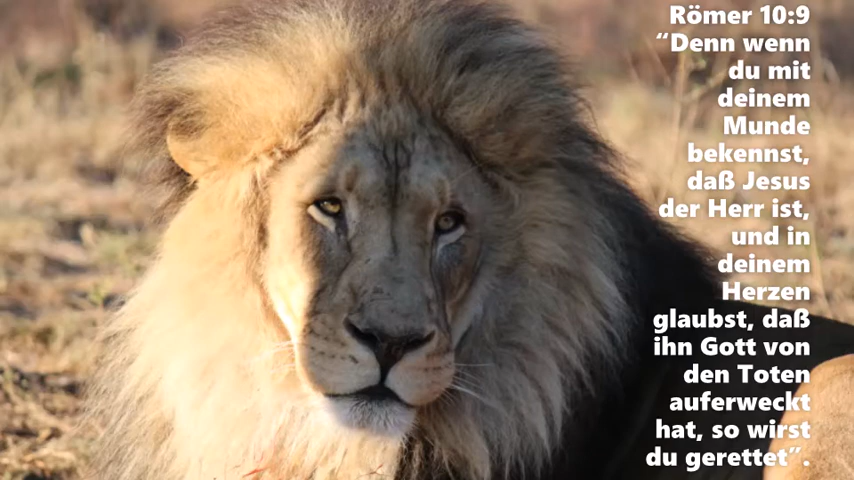 Römer 10:9
“Denn wenn
du mit
deinem
Munde
bekennst,
daß Jesus
der Herr ist,
und in
deinem
Herzen
glaubst, daß
ihn Gott von
den Toten
auferweckt
hat, so wirst
du gerettet”.